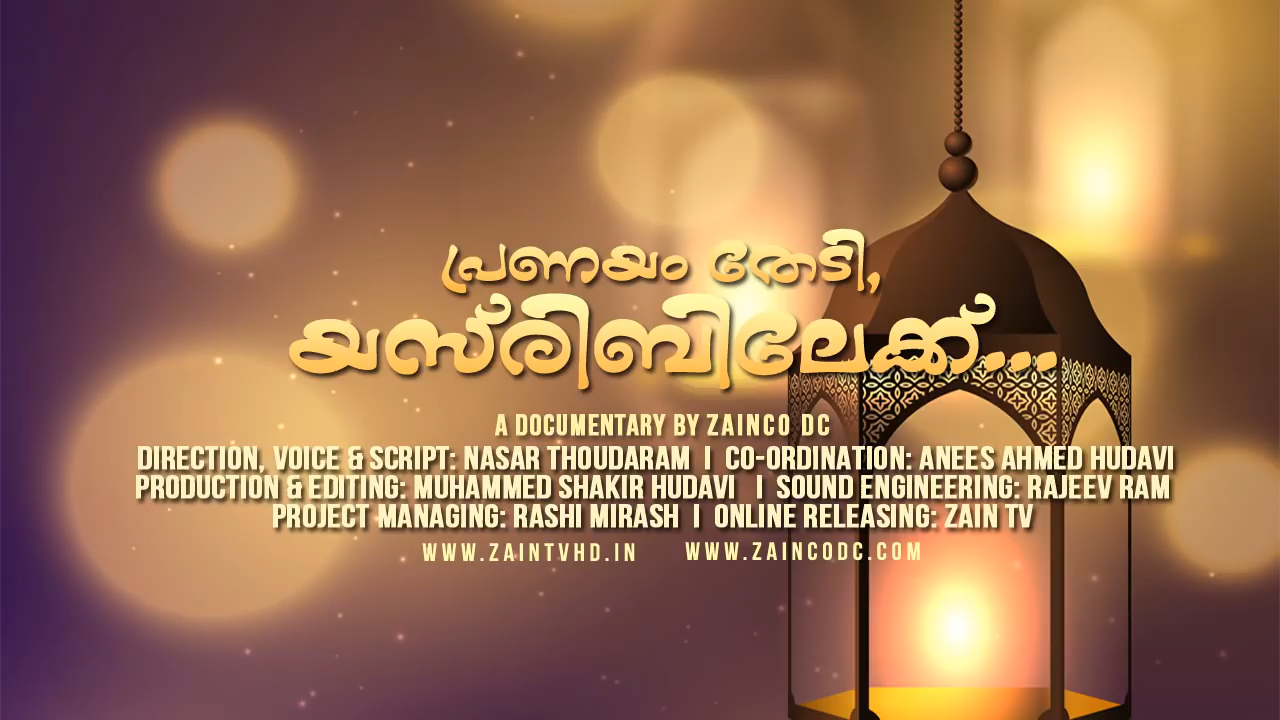 പ്രണയം തേടി,
യസ്‌രിബിലേക്ക്...
A DOCUMENTARY BY ZAINCO DC
DIRECTION, VOICE & SCRIPT: NASAR THOUDARAM I CO-ORDINATION: ANEES AHMED HUDAVI
PRODUCTION & EDITING: MUHAMMED SHAKIR HUDAVI I SOUND ENGINEERING: RAJEEV RAM
PROJECT MANAGING: RASHI MIRASH I ONLINE RELEASING: ZAIN TV
WWW.ZAINTVHD.IN WWW.ZAINCODC.COM